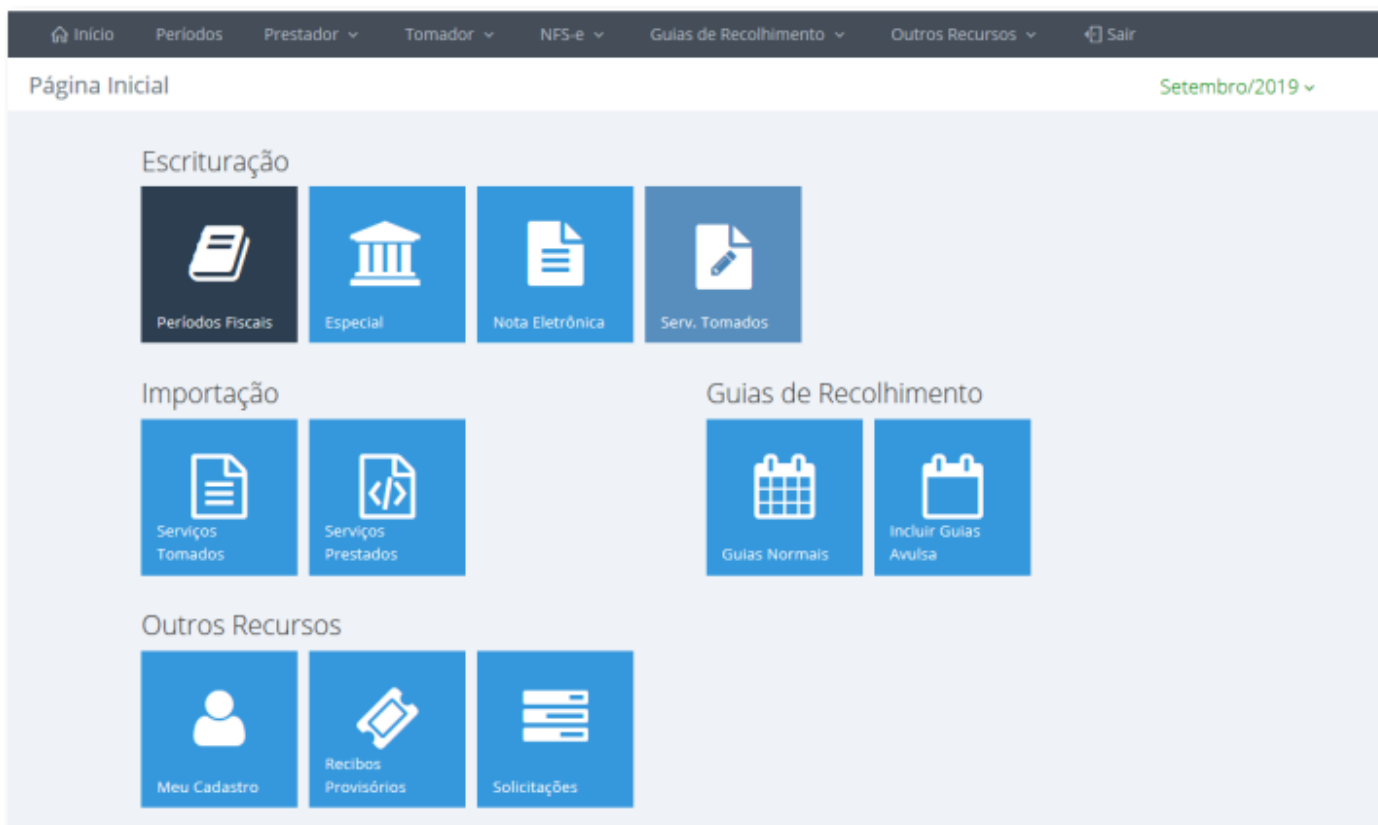 Início Períodos Prestador Tomador NFS-e Guias de Recolhimento Outros Recursos Sair
Página Inicial Setembro/2019
Escrituração
Períodos Fiscais Especial Nota Eletrônica Serv. Tomados
Importação Guias de Recolhimento
Serviços
Tomados
Serviços
Prestados
Guias Normais
Incluir Guias
Avulsa
Outros Recursos
Meu Cadastro
Recibos
Provisórios
Solicitações